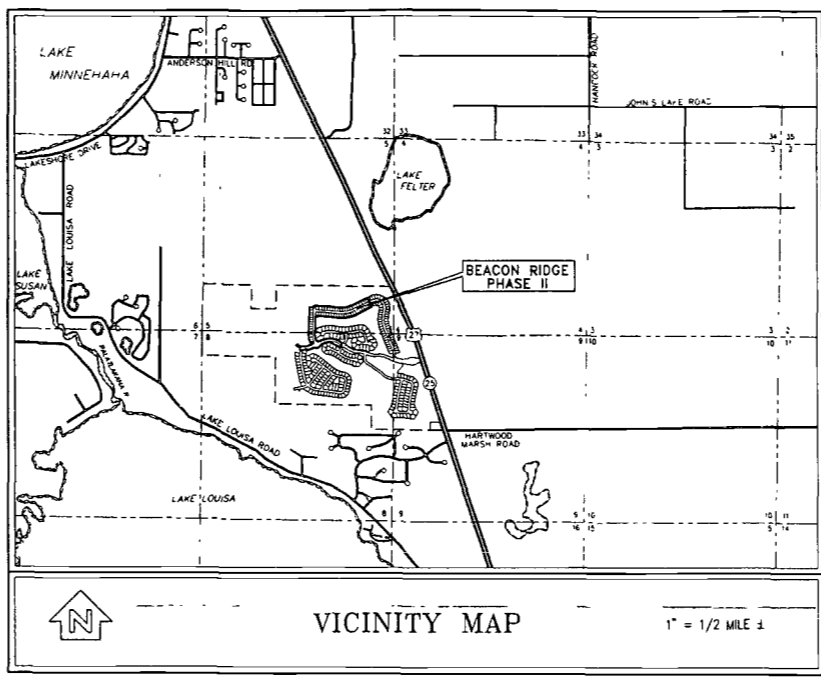 LAKE
MINNEHAHA
ANDERSON HILL RD.
HANCOCK ROAD
JOHN'S LAKE ROAD
32 33
5 4
33 34
4 3
34 35
3 2
LAKESHORE DRIVE
LAKE LOUISA ROAD
LAKE
FELTER
LAKE
SUSAN
BEACON RIDGE
PHASE II
6 5
7 8
27
4 3
9 10
3 2
10 11
PALATLAKAHA R
25
LAKE LOUISA ROAD
HARTWOOD
MARSH ROAD
LAKE LOUISA
8 9
9 10
16 15
10 11
15 14
N
VICINITY MAP
1" = 1/2 MILE ±